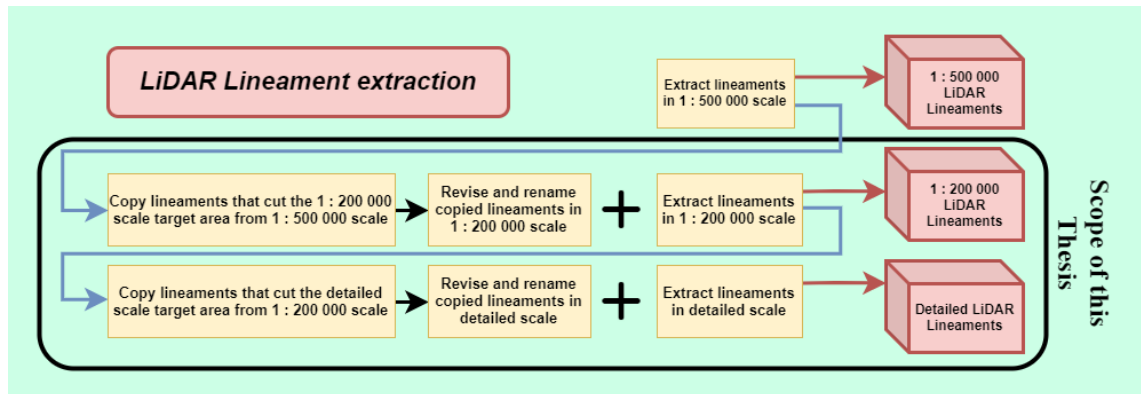 LiDAR Lineament extraction
Extract lineaments
in 1 : 500 000 scale
1 : 500 000
LiDAR
Lineaments
Copy lineaments that cut the 1 : 200 000
scale target area from 1 : 500 000 scale
Revise and rename
copied lineaments in
1 : 200 000 scale
+
Extract lineaments
in 1 : 200 000 scale
1 : 200 000
LiDAR
Lineaments
Copy lineaments that cut the detailed
scale target area from 1 : 200 000 scale
Revise and rename
copied lineaments in
detailed scale
+
Extract lineaments
in detailed scale
Detailed LiDAR
Lineaments
Scope of this
Thesis